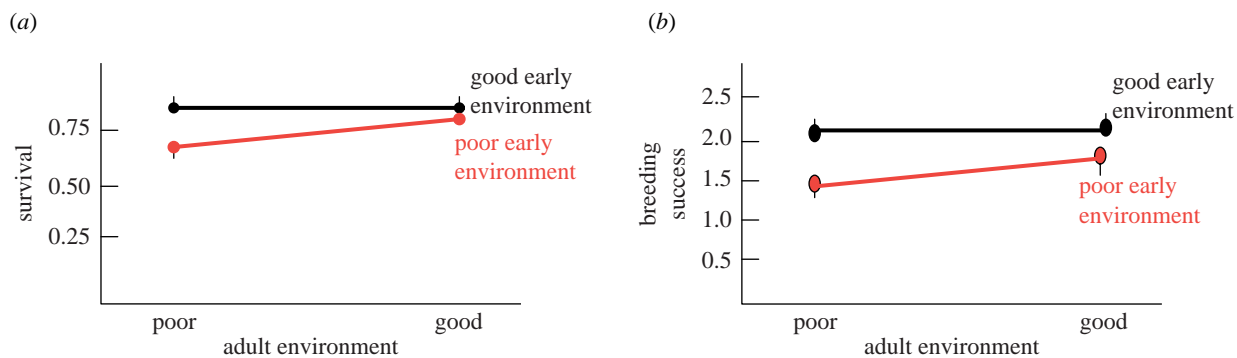 (a)
survival
0.75
0.50
0.25
good early
environment
poor early
environment
poor
good
adult environment
(b)
breeding
success
2.5
2.0
1.5
1.0
0.5
good early
environment
poor early
environment
poor
good
adult environment